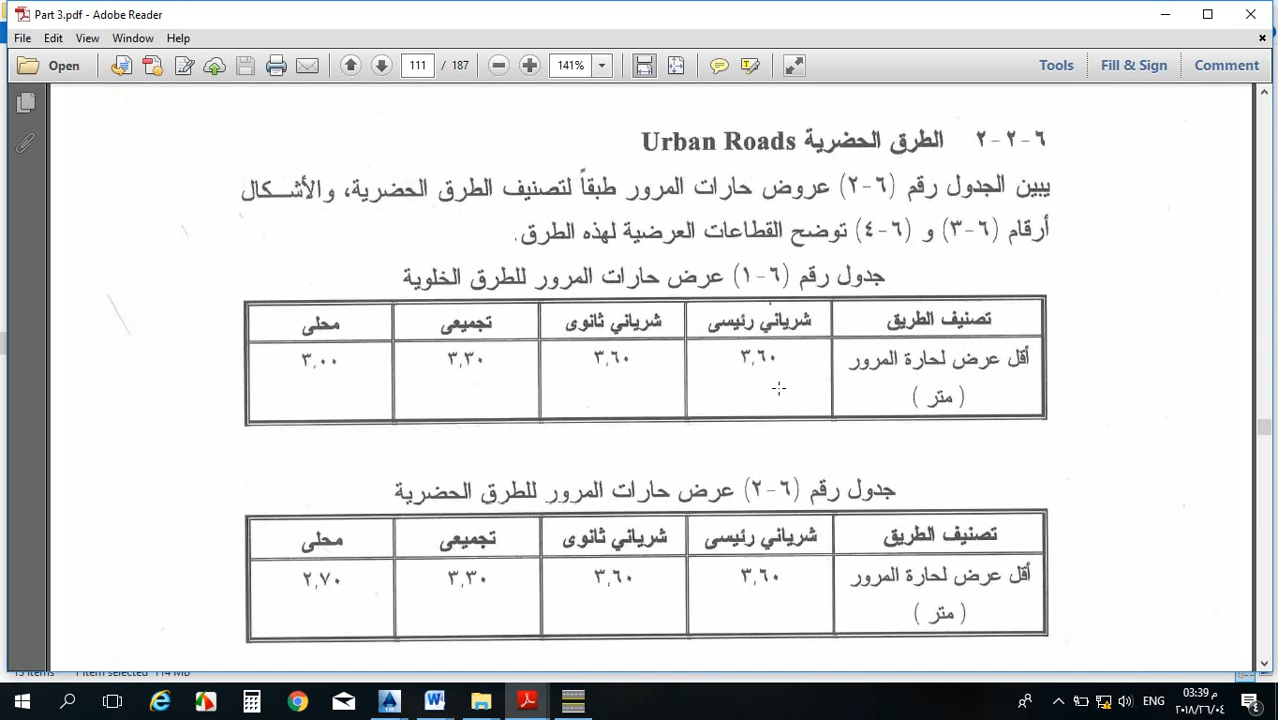 Part 3.pdf - Adobe Reader
File Edit View Window Help
Open 111 / 187 141% Tools Fill & Sign Comment
٦-٢-٢ الطرق الحضرية Urban Roads
يبين الجدول رقم (٦-٢) عروض حارات المرور طبقاً لتصنيف الطرق الحضرية، والأشكال
أرقام (٦-٣) و (٦-٤) توضح القطاعات العرضية لهذه الطرق.
جدول رقم (٦-١) عرض حارات المرور للطرق الخلوية
تصنيف الطريق شرياني رئيسى شرياني ثانوى تجميعى محلى
أقل عرض لحارة المرور ٣,٦٠ ٣,٦٠ ٣,٣٠ ٣,٠٠
( متر )
جدول رقم (٦-٢) عرض حارات المرور للطرق الحضرية
تصنيف الطريق شرياني رئيسى شرياني ثانوى تجميعى محلى
أقل عرض لحارة المرور ٣,٦٠ ٣,٦٠ ٣,٣٠ ٢,٧٠
( متر )
ENG
03:39 م
٢٠١٨/٢٦/٠٤